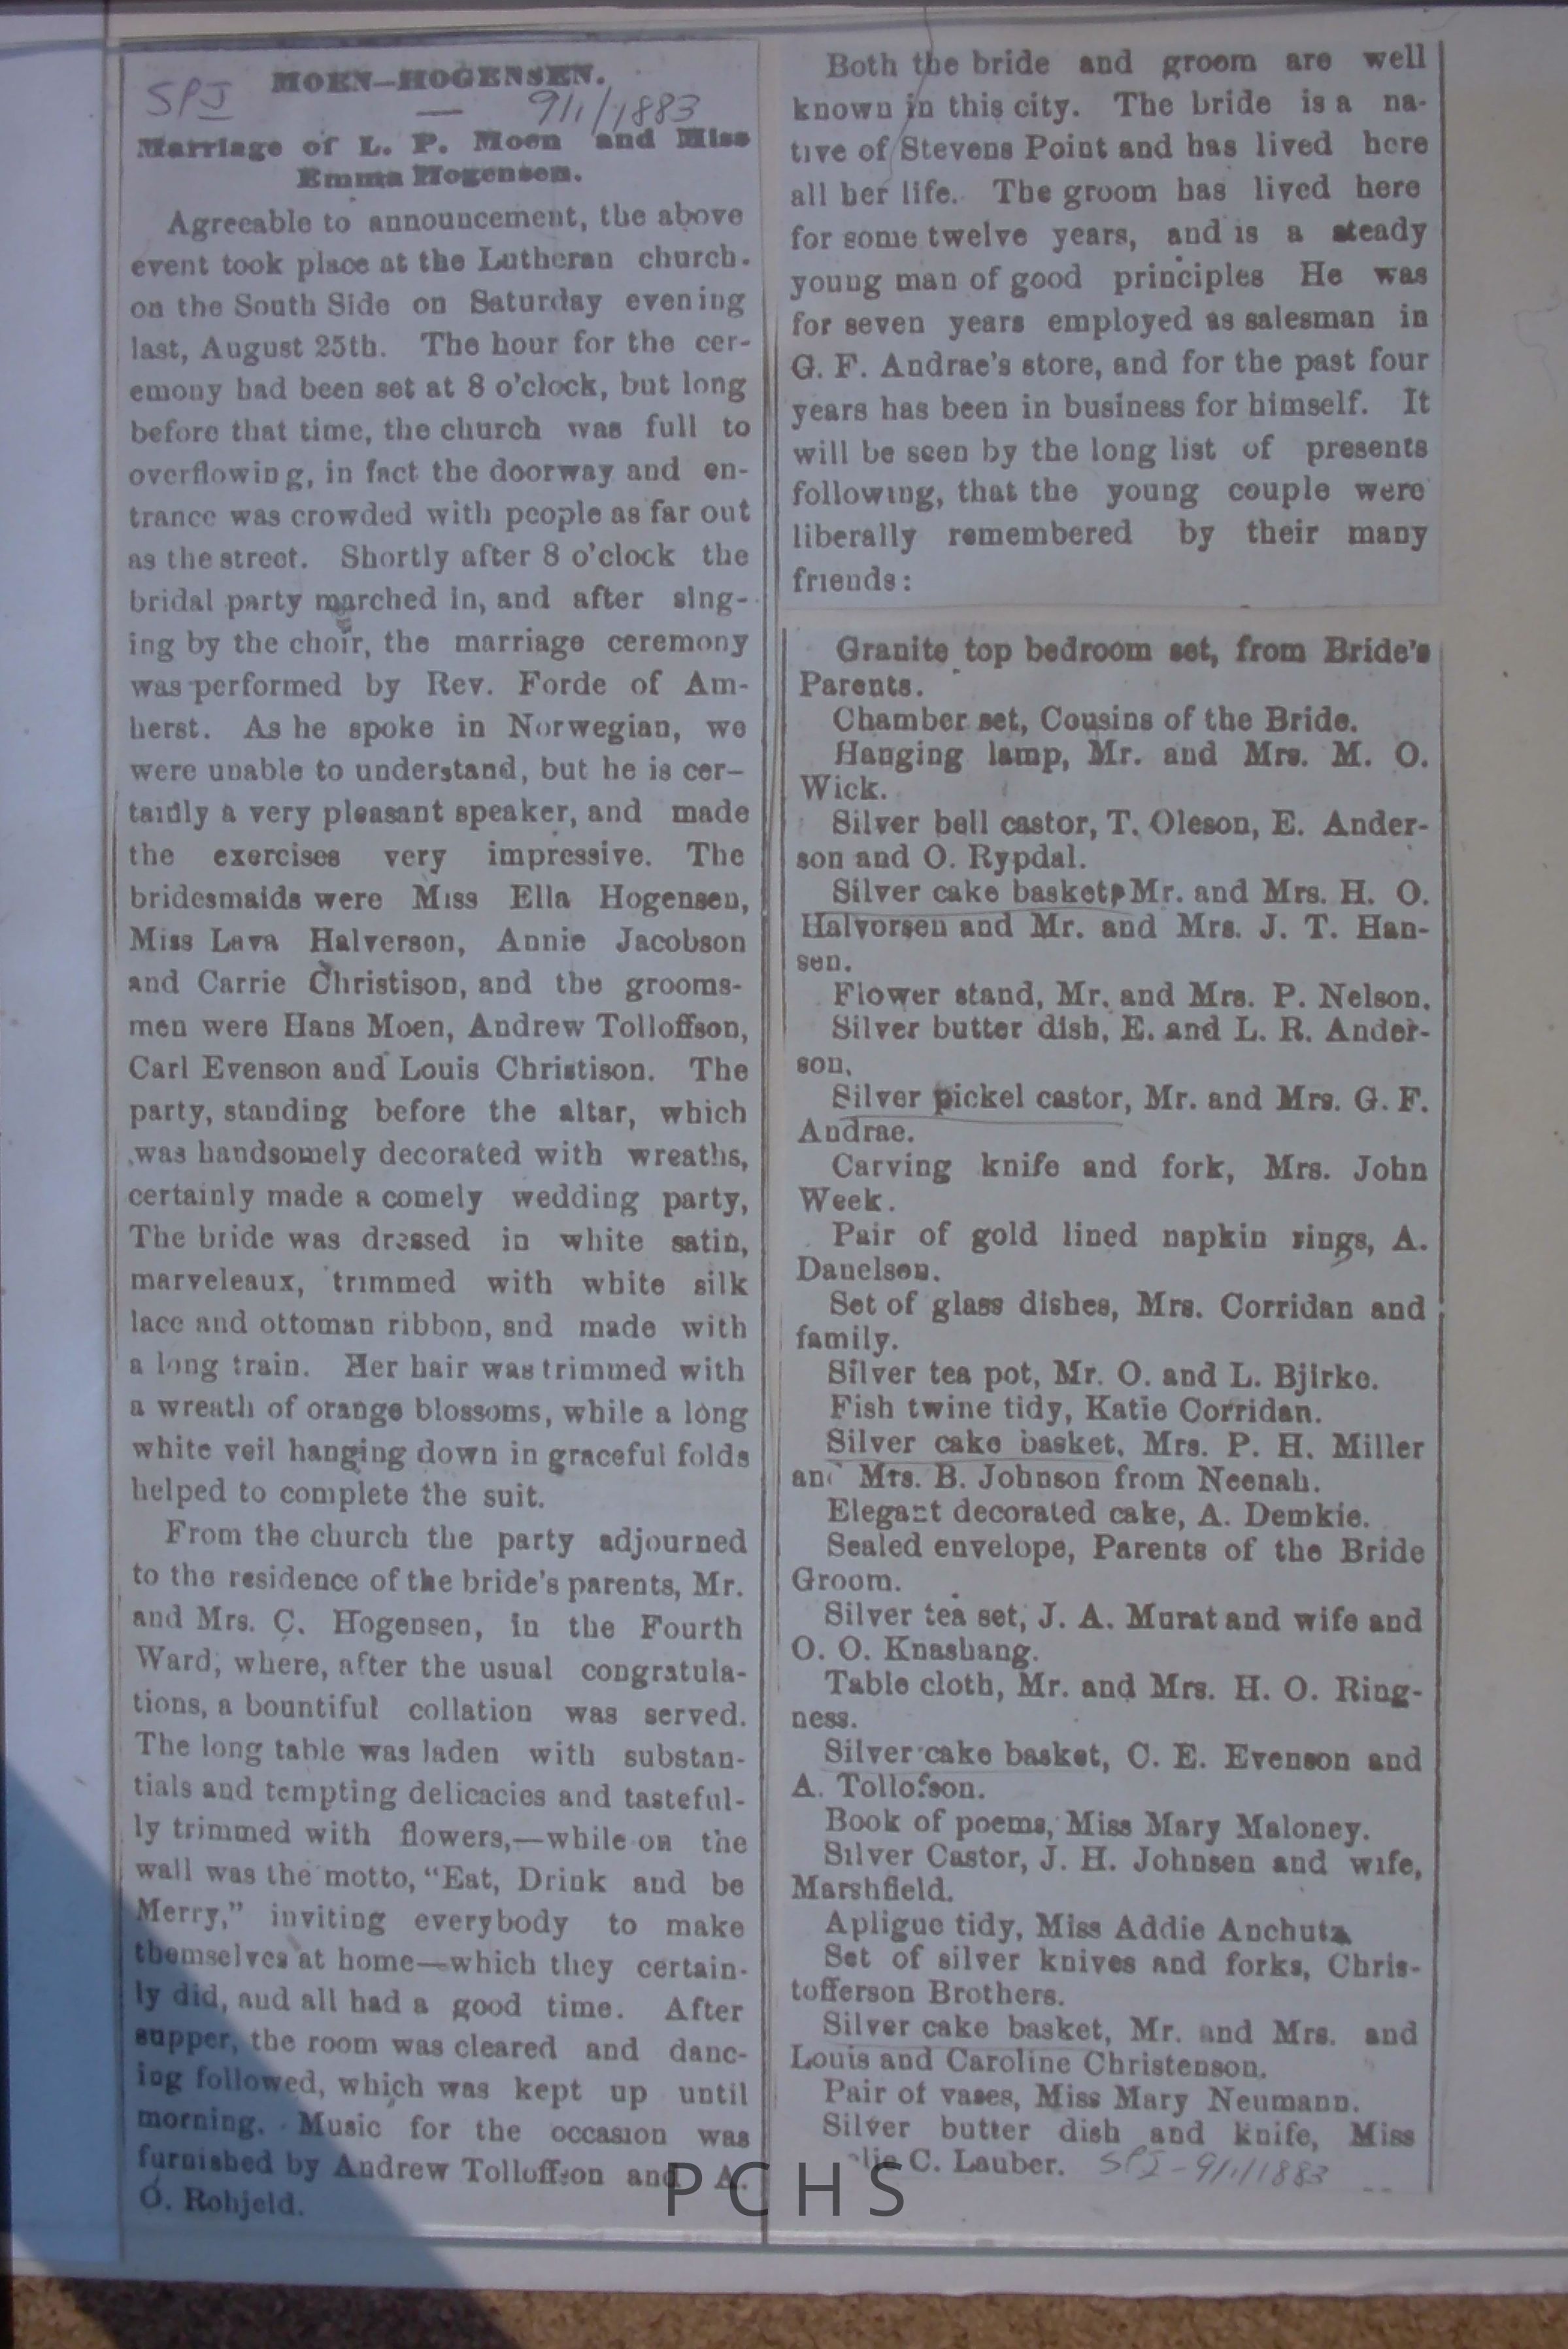 MOEN—HOGENSEN.
SPJ 9/1/1883
Marriage of L. P. Moen and Miss
Emma Hogensen.
Agreeable to announcement, the above
event took place at the Lutheran church.
on the South Side on Saturday evening
last, August 25th. The hour for the cer-
emony had been set at 8 o'clock, but long
before that time, the church was full to
overflowing, in fact the doorway and en-
trance was crowded with people as far out
as the street. Shortly after 8 o'clock the
bridal party marched in, and after sing-
ing by the choir, the marriage ceremony
was performed by Rev. Forde of Am-
herst. As he spoke in Norwegian, we
were unable to understand, but he is cer-
tainly a very pleasant speaker, and made
the exercises very impressive. The
bridesmaids were Miss Ella Hogensen,
Miss Lava Halverson, Annie Jacobson
and Carrie Christison, and the grooms-
men were Hans Moen, Andrew Tolloffson,
Carl Evenson and Louis Christison. The
party, standing before the altar, which
was handsomely decorated with wreaths,
certainly made a comely wedding party,
The bride was dressed in white satin,
marveleaux, trimmed with white silk
lace and ottoman ribbon, snd made with
a long train. Her hair was trimmed with
a wreath of orange blossoms, while a long
white veil hanging down in graceful folds
helped to complete the suit.
From the church the party adjourned
to the residence of the bride's parents, Mr.
and Mrs. C. Hogensen, in the Fourth
Ward, where, after the usual congratula-
tions, a bountiful collation was served.
The long table was laden with substan-
tials and tempting delicacies and tasteful-
ly trimmed with flowers,—while on the
wall was the motto, "Eat, Drink and be
Merry," inviting everybody to make
themselves at home—which they certain-
ly did, and all had a good time. After
supper, the room was cleared and danc-
ing followed, which was kept up until
morning. Music for the occasion was
furnished by Andrew Tolloffson and A.
O. Rohjeld.
Both the bride and groom are well
known in this city. The bride is a na-
tive of Stevens Point and has lived here
all her life. The groom has lived here
for some twelve years, and is a steady
young man of good principles He was
for seven years employed as salesman in
G. F. Andrae's store, and for the past four
years has been in business for himself. It
will be seen by the long list of presents
following, that the young couple were
liberally remembered by their many
friends:
Granite top bedroom set, from Bride's
Parents.
Chamber set, Cousins of the Bride.
Hanging lamp, Mr. and Mrs. M. O.
Wick.
Silver bell castor, T. Oleson, E. Ander-
son and O. Rypdal.
Silver cake basket, Mr. and Mrs. H. O.
Halvorsen and Mr. and Mrs. J. T. Han-
sen.
Flower stand, Mr. and Mrs. P. Nelson.
Silver butter dish, E. and L. R. Ander-
son.
Silver pickel castor, Mr. and Mrs. G. F.
Andrae.
Carving knife and fork, Mrs. John
Week.
Pair of gold lined napkin rings, A.
Danelson.
Set of glass dishes, Mrs. Corridan and
family.
Silver tea pot, Mr. O. and L. Bjirke.
Fish twine tidy, Katie Corridan.
Silver cake basket, Mrs. P. H. Miller
and Mrs. B. Johnson from Neenah.
Elegant decorated cake, A. Demkie.
Sealed envelope, Parents of the Bride
Groom.
Silver tea set, J. A. Murat and wife and
O. O. Knasbang.
Table cloth, Mr. and Mrs. H. O. Ring-
ness.
Silver cake basket, C. E. Evenson and
A. Tollofson.
Book of poems, Miss Mary Maloney.
Silver Castor, J. H. Johnsen and wife,
Marshfield.
Apligue tidy, Miss Addie Anchutz
Set of silver knives and forks, Chris-
tofferson Brothers.
Silver cake basket, Mr. and Mrs. and
Louis and Caroline Christenson.
Pair of vases, Miss Mary Neumann.
Silver butter dish and knife, Miss
C. Lauber. SPJ - 9/1/1883
PCHS